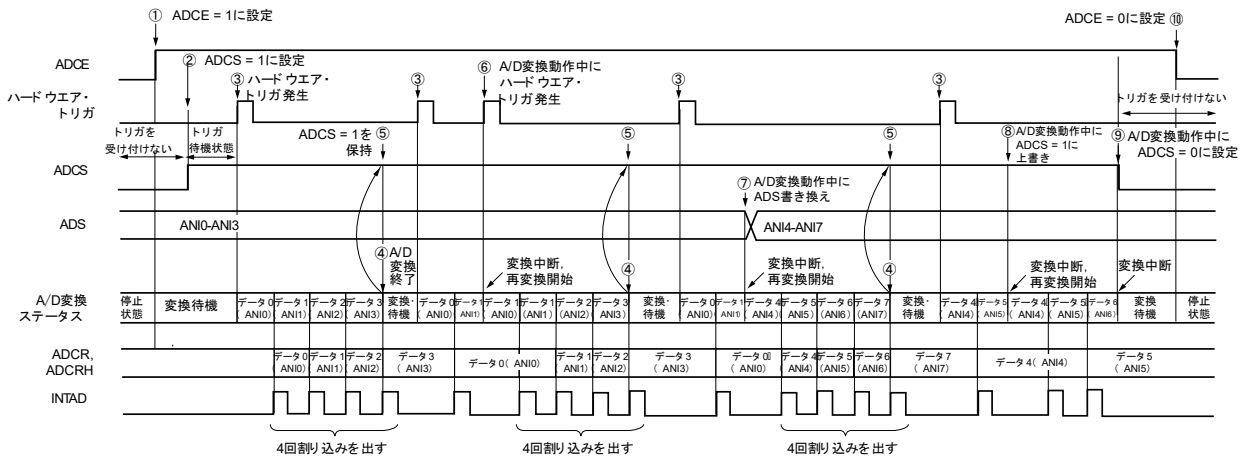 ① ADCE = 1に設定
ADCE = 0に設定 ⑩
ADCE
② ADCS = 1に設定
ハードウエア・
トリガ
③ ハードウエア・
トリガ発生
③
⑥ A/D変換動作中に
ハードウエア・
トリガ発生
③
③
トリガを受け付けない
トリガを
受け付けない
トリガ
待機状態
ADCS = 1を
保持
⑤
⑤
⑤
⑧ A/D変換動作中に
ADCS = 1に
上書き
⑨ A/D変換動作中に
ADCS = 0に設定
ADCS
⑦ A/D変換動作中に
ADS書き換え
ADS
ANI0-ANI3
ANI4-ANI7
④ A/D
変換
終了
変換中断,
再変換開始
④
変換中断,
再変換開始
④
変換中断,
再変換開始
変換中断
A/D変換
ステータス
停止
状態
変換待機
データ0
(ANI0)
データ1
(ANI1)
データ2
(ANI2)
データ3
(ANI3)
変換・
待機
データ0
(ANI0)
データ1
(ANI1)
データ0
(ANI0)
データ1
(ANI1)
データ2
(ANI2)
データ3
(ANI3)
変換・
待機
データ0
(ANI0)
データ1
(ANI1)
データ4
(ANI4)
データ5
(ANI5)
データ6
(ANI6)
データ7
(ANI7)
変換・
待機
データ4
(ANI4)
データ5
(ANI5)
データ4
(ANI4)
データ5
(ANI5)
データ6
(ANI6)
変換
待機
停止
状態
ADCR,
ADCRH
データ0
(ANI0)
データ1
(ANI1)
データ2
(ANI2)
データ3
(ANI3)
データ0(ANI0)
データ1
(ANI1)
データ2
(ANI2)
データ3
(ANI3)
データ0
(ANI0)
データ4
(ANI4)
データ5
(ANI5)
データ6
(ANI6)
データ7
(ANI7)
データ4(ANI4)
データ5
(ANI5)
INTAD
4回割り込みを出す
4回割り込みを出す
4回割り込みを出す